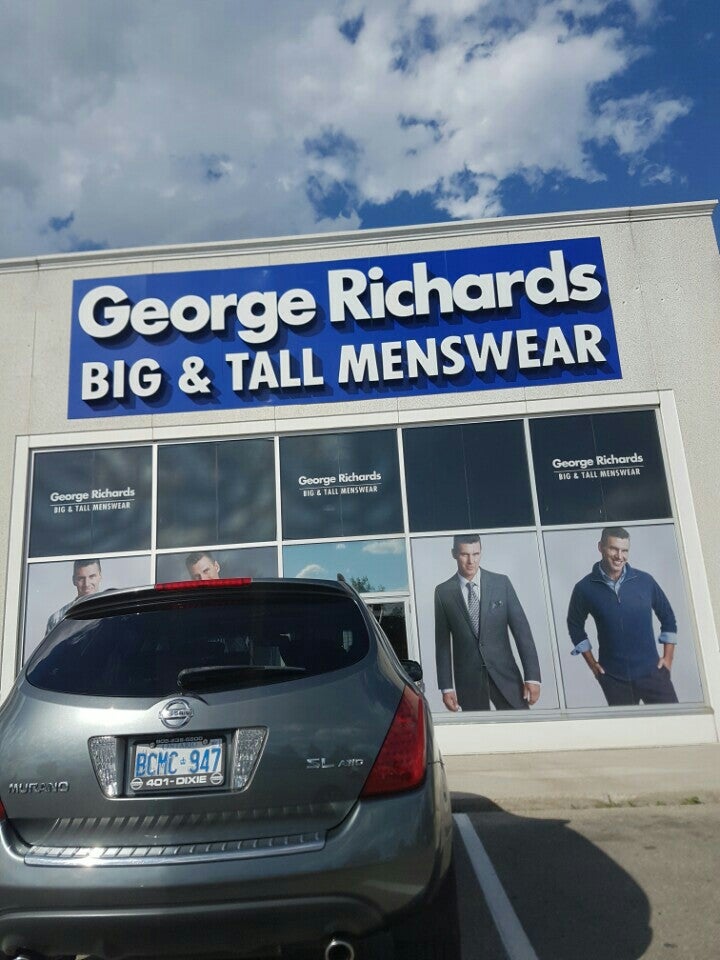 George Richards
BIG & TALL MENSWEAR
George Richards
BIG & TALL MENSWEAR
George Richards
BIG & TALL MENSWEAR
George Richards
BIG & TALL MENSWEAR
BCMC 947
401-DIXIE
MURANO
SL AWD